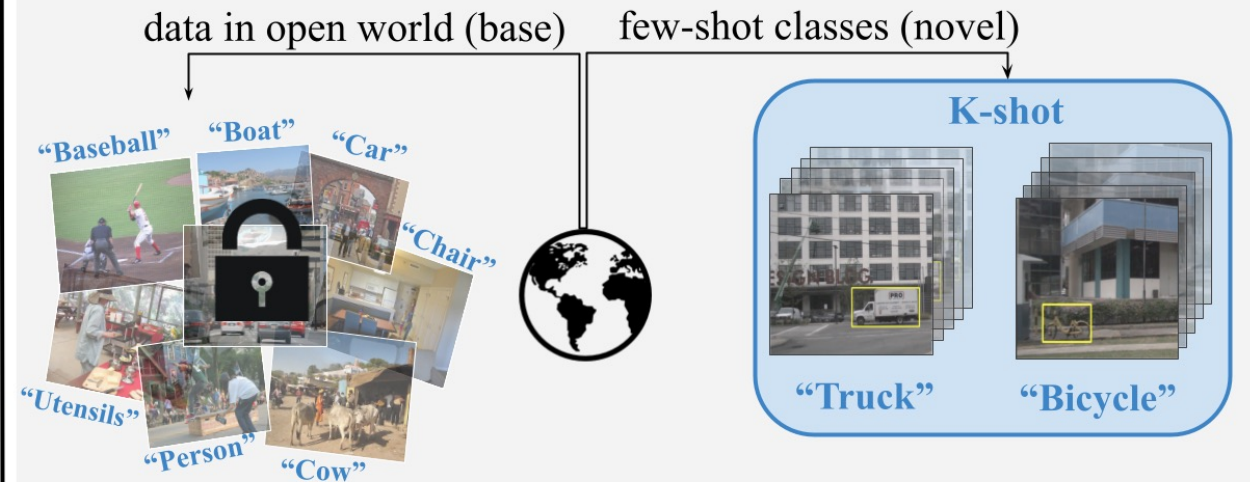 data in open world (base)
few-shot classes (novel)
“Baseball”
“Boat”
“Car”
“Chair”
“Utensils”
“Person”
“Cow”
K-shot
PRO
“Truck”
“Bicycle”